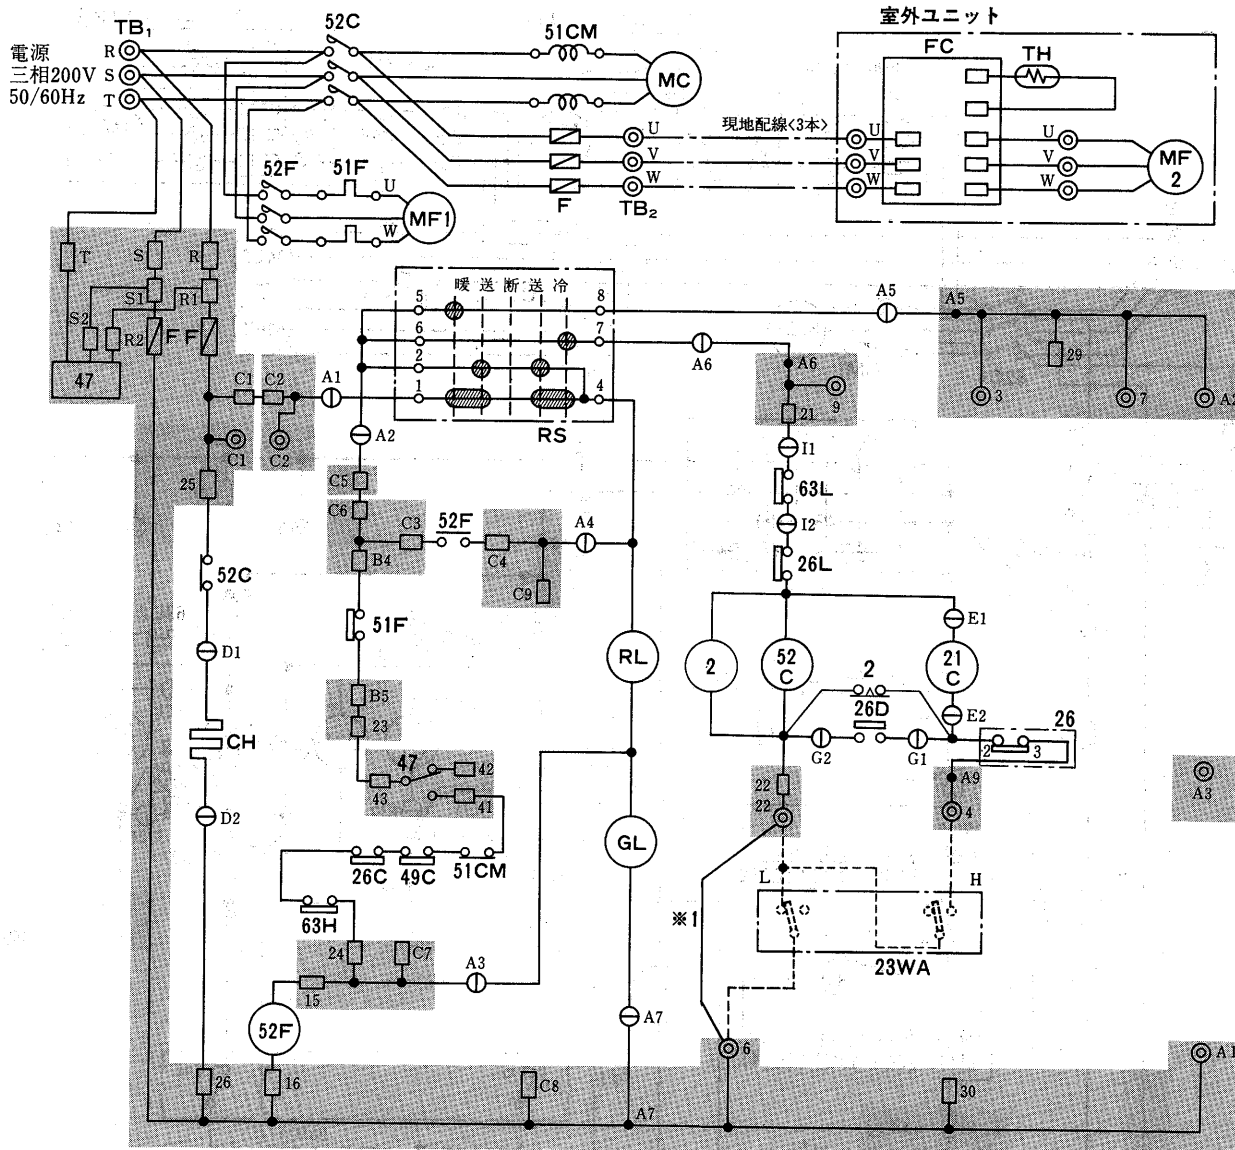 室外ユニット
TB₁
52C
51CM
FC
TH
電源
三相200V
50/60Hz
R
S
T
MC
現地配線<3本>
U
U
U
V
V
V
W
W
W
F
TB₂
MF
2
52F
51F
U
W
MF1
T
S
R
S1
R1
S2
R2
F
F
47
暖 送 断 送 冷
5
8
6
7
2
1
4
RS
A5
A5
A6
A6
3
29
7
9
21
C1
C2
A1
C1
C2
A2
25
C5
C6
C3
52F
C4
A4
B4
C9
I1
63L
I2
26L
52C
51F
D1
RL
2
52
C
21
C
E1
E2
2
26D
G2
G1
26
2
3
B5
23
CH
47
42
43
41
D2
GL
22
22
A9
4
A3
26C
49C
51CM
63H
L
H
※1
23WA
24
C7
A3
15
52F
A7
6
26
16
C8
A7
30